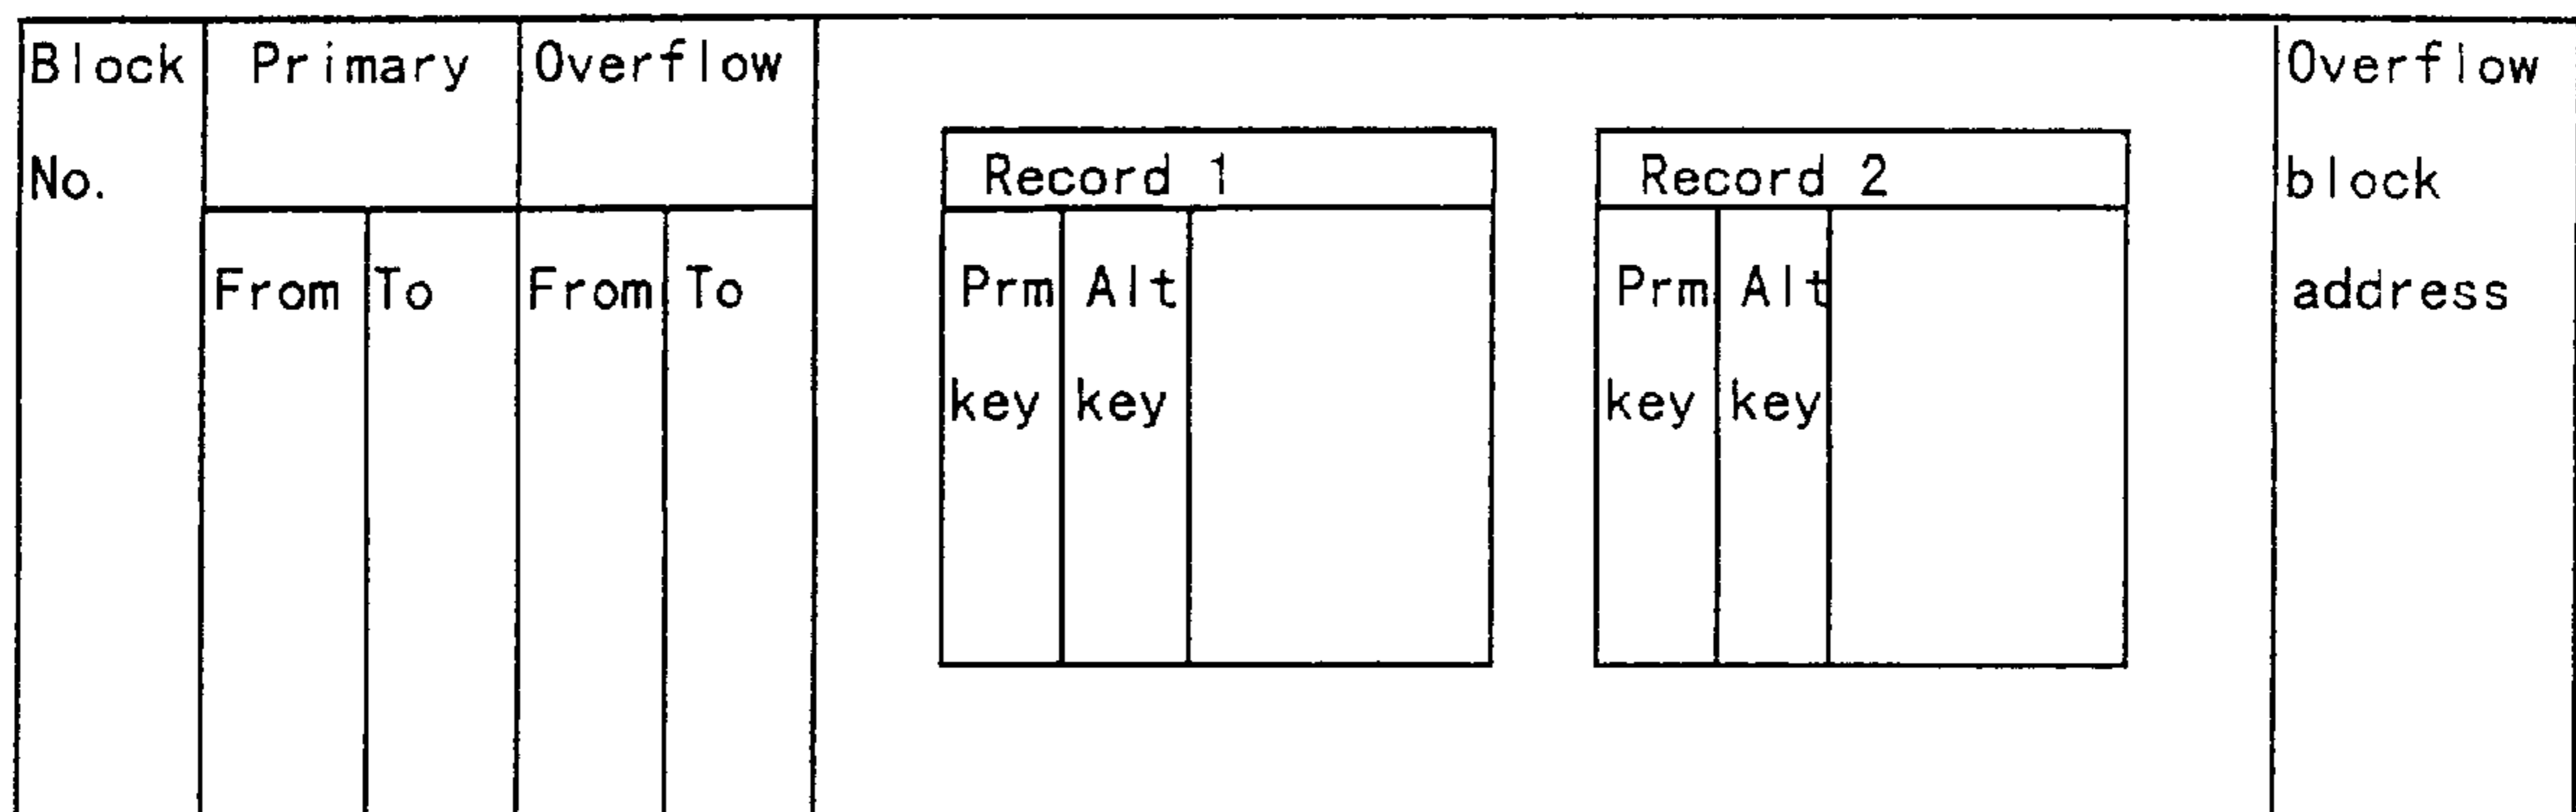 Block Primary Overflow Overflow
No. Record 1 Record 2 block
From To From To Prm Alt Prm Alt address
key key key key